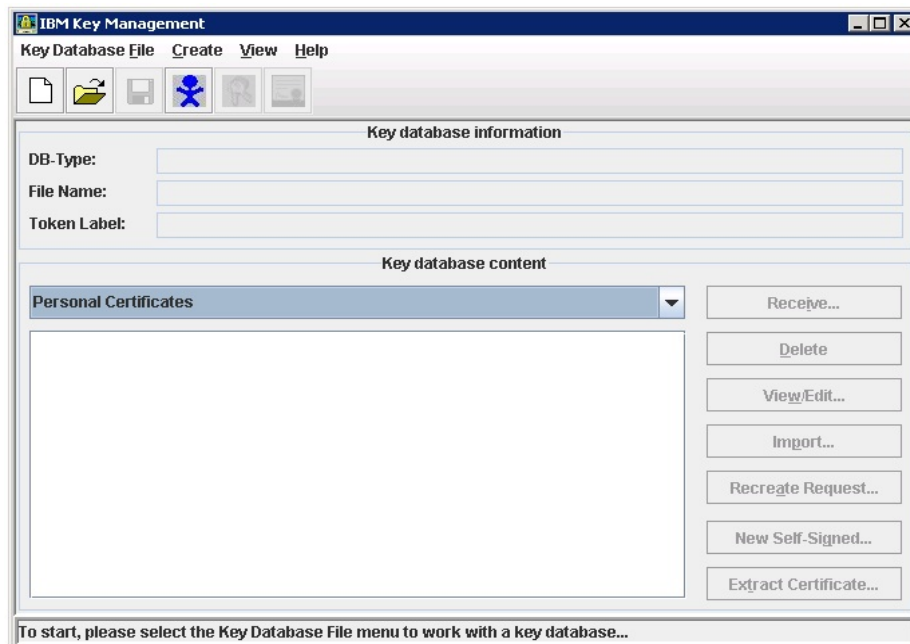 IBM Key Management
Key Database File Create View Help
Key database information
DB-Type:
File Name:
Token Label:
Key database content
Personal Certificates
Receive...
Delete
View/Edit...
Import...
Recreate Request...
New Self-Signed...
Extract Certificate...
To start, please select the Key Database File menu to work with a key database...